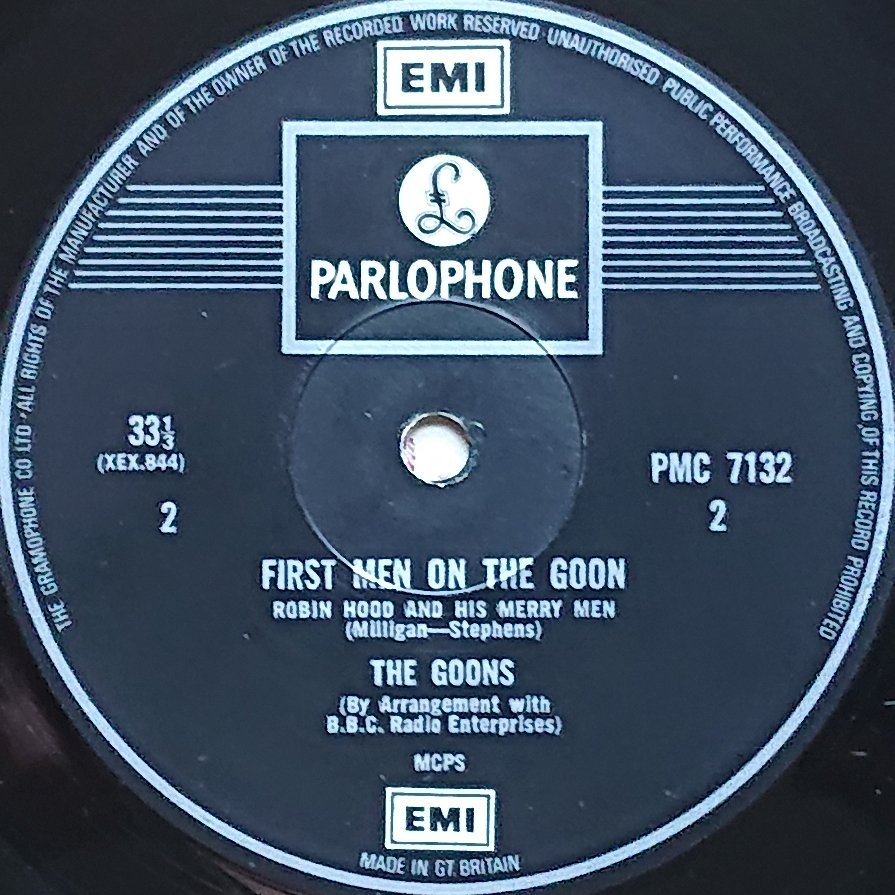 THE GRAMOPHONE CO LTD · ALL RIGHTS OF THE MANUFACTURER AND OF THE OWNER OF THE RECORDED WORK RESERVED UNAUTHORISED PUBLIC PERFORMANCE BROADCASTING AND COPYING OF THIS RECORD PROHIBITED
EMI
£
PARLOPHONE
33⅓
(XEX.844)
2
PMC 7132
2
FIRST MEN ON THE GOON
ROBIN HOOD AND HIS MERRY MEN
(Milligan—Stephens)
THE GOONS
(By Arrangement with
B.B.C. Radio Enterprises)
MCPS
EMI
MADE IN GT BRITAIN